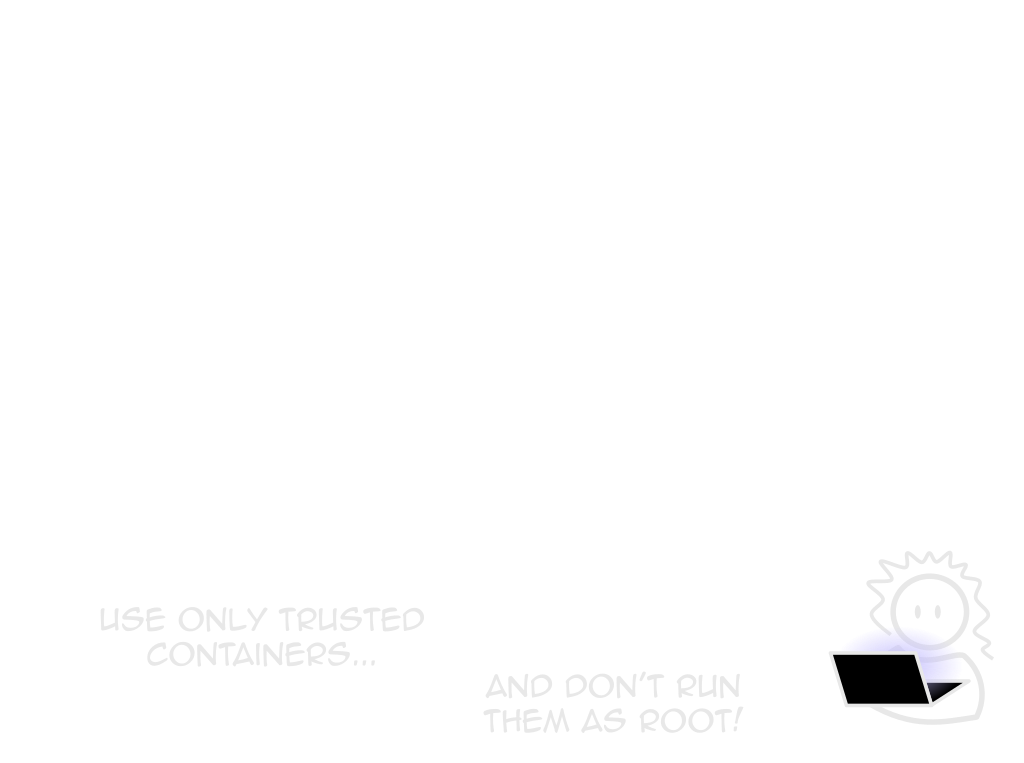 USE ONLY TRUSTED
CONTAINERS...
AND DON'T RUN
THEM AS ROOT!